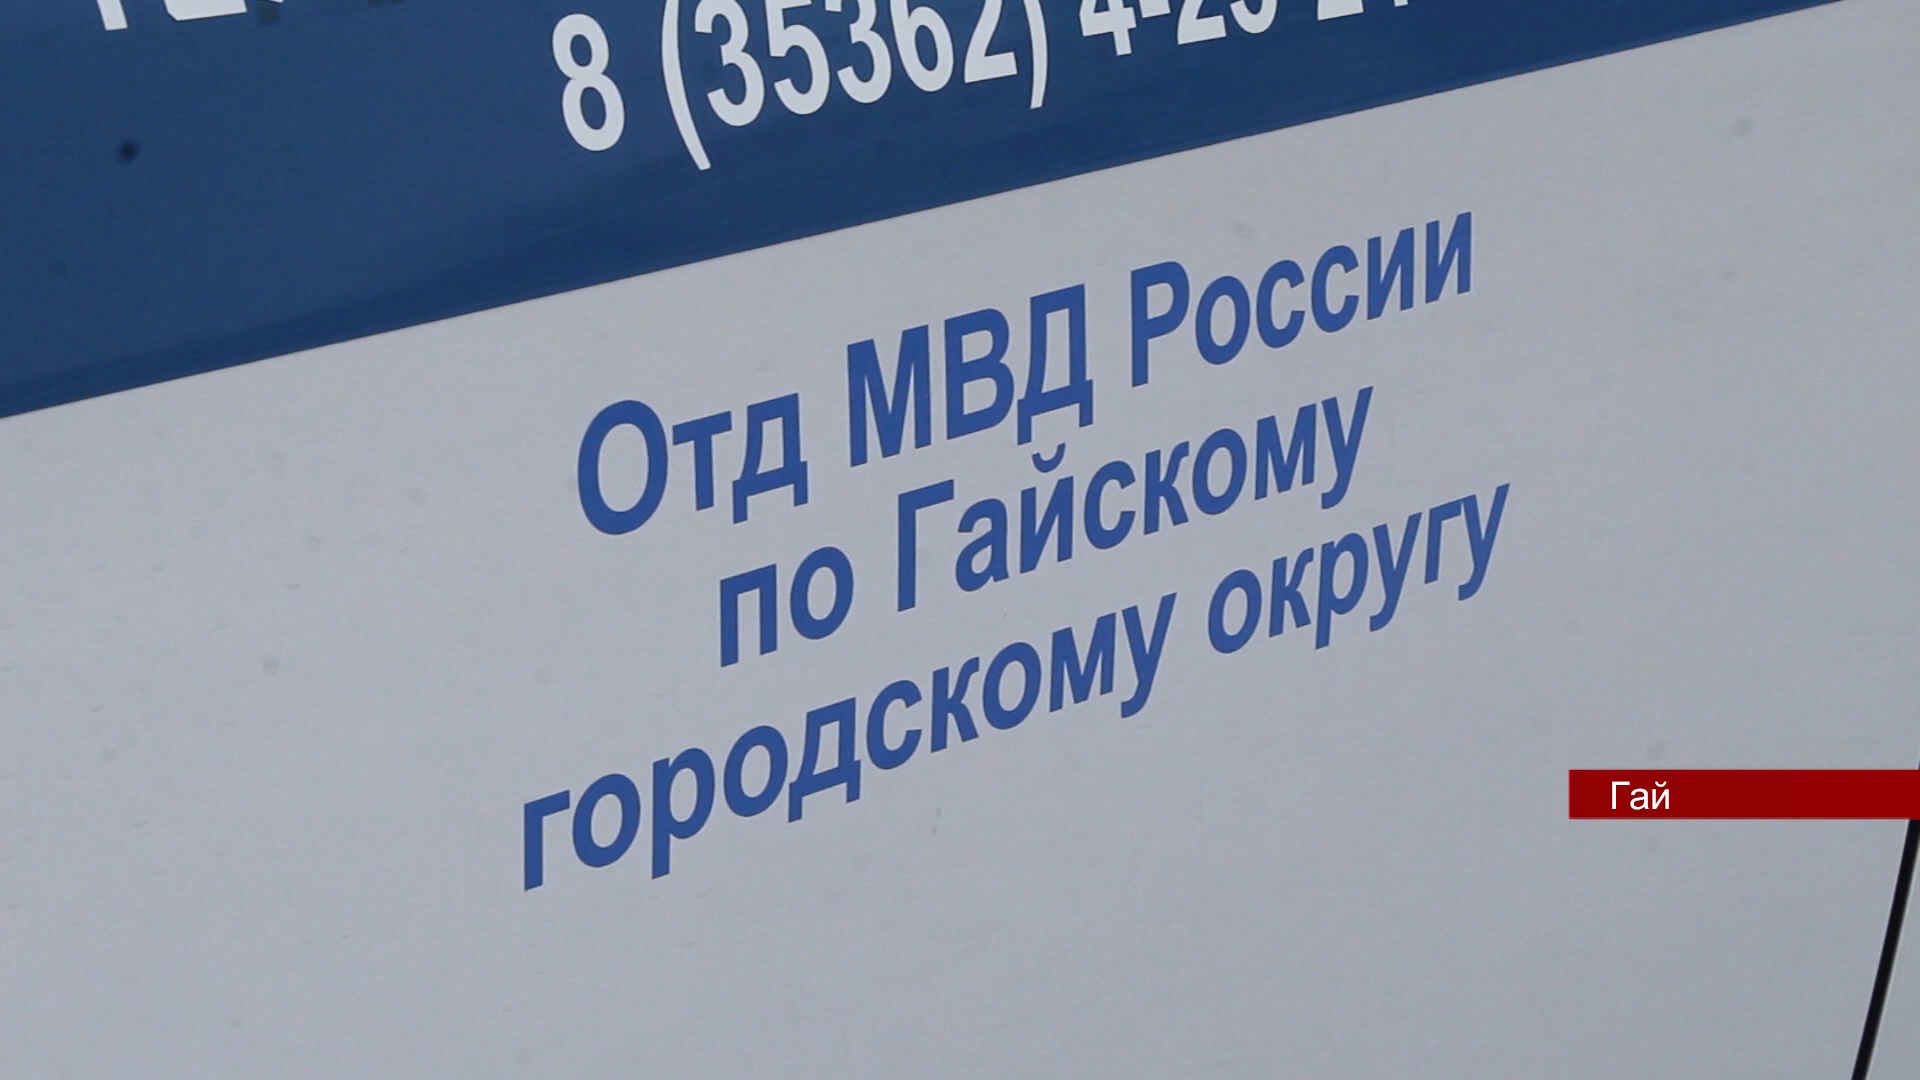 8 (35362)
Отд МВД России
по Гайскому
городскому округу
Гай